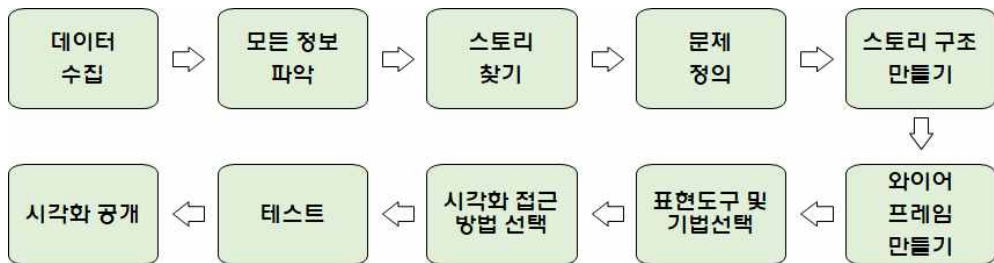 데이터
수집
모든 정보
파악
스토리
찾기
문제
정의
스토리 구조
만들기
와이어
프레임
만들기
표현도구 및
기법선택
시각화 접근
방법 선택
테스트
시각화 공개